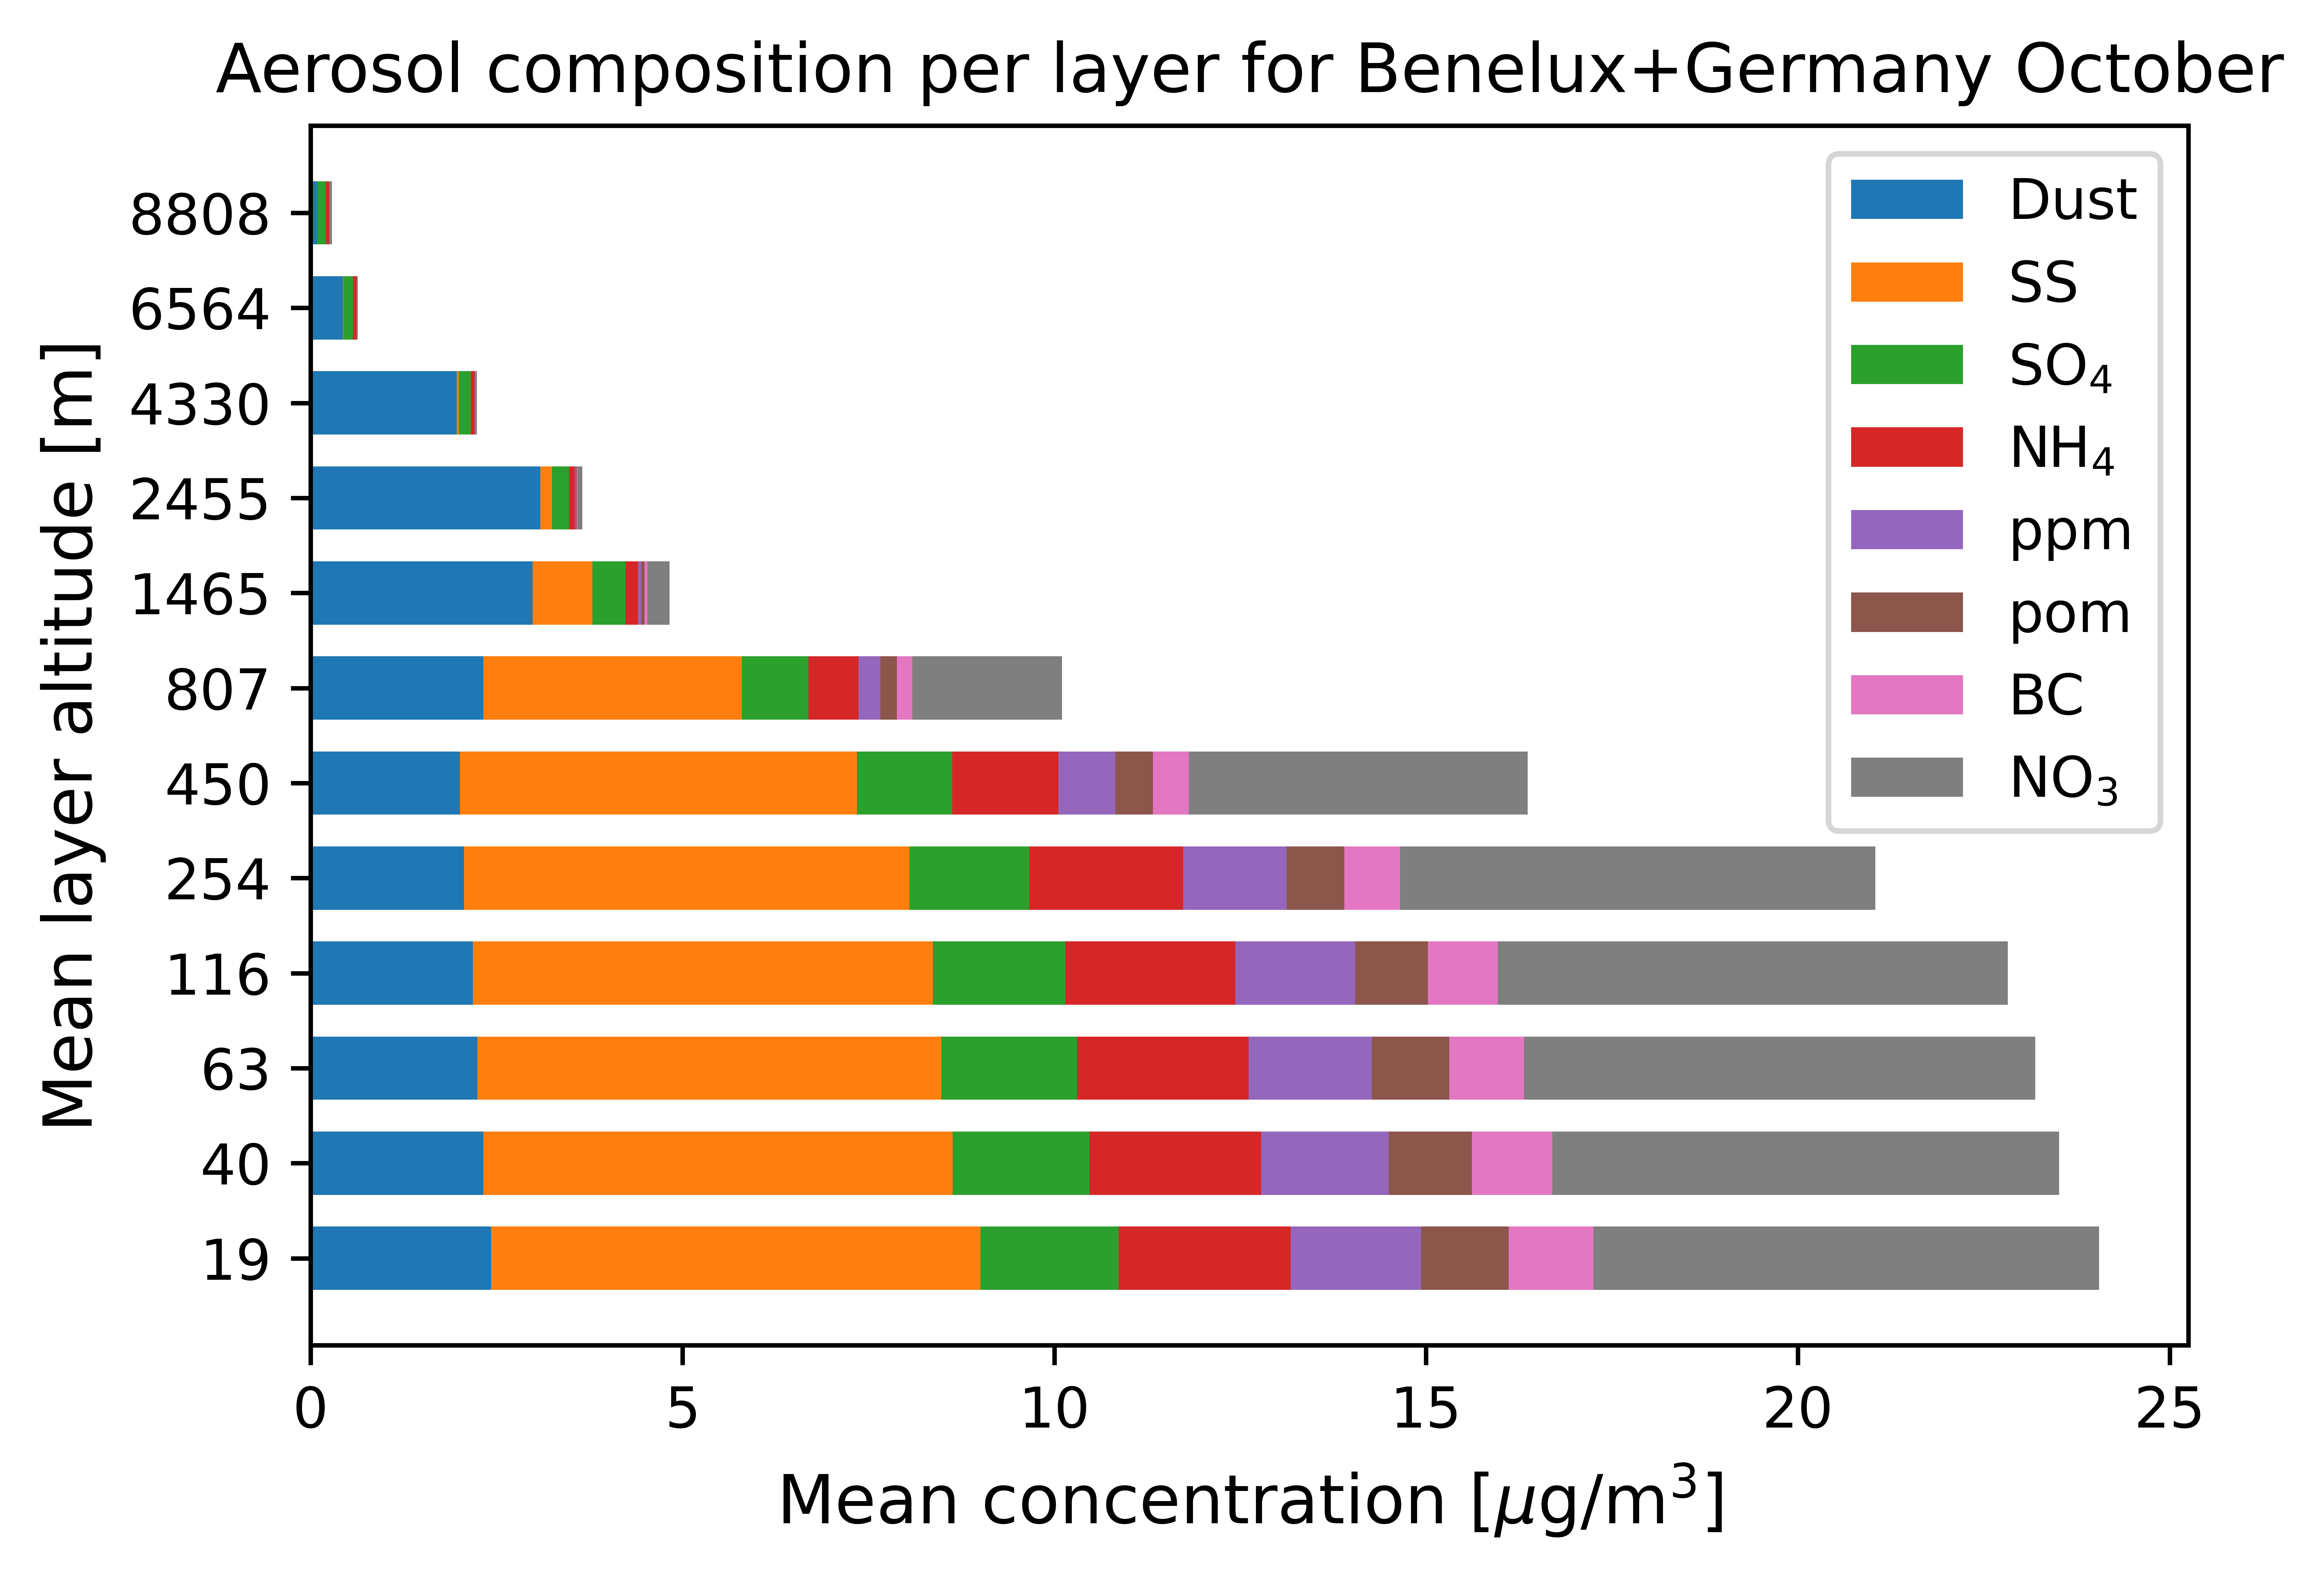 Aerosol composition per layer for Benelux+Germany October
Mean layer altitude [m]
8808
6564
4330
2455
1465
807
450
254
116
63
40
19
Dust
SS
SO₄
NH₄
ppm
pom
BC
NO₃
0 5 10 15 20 25
Mean concentration [μg/m³]